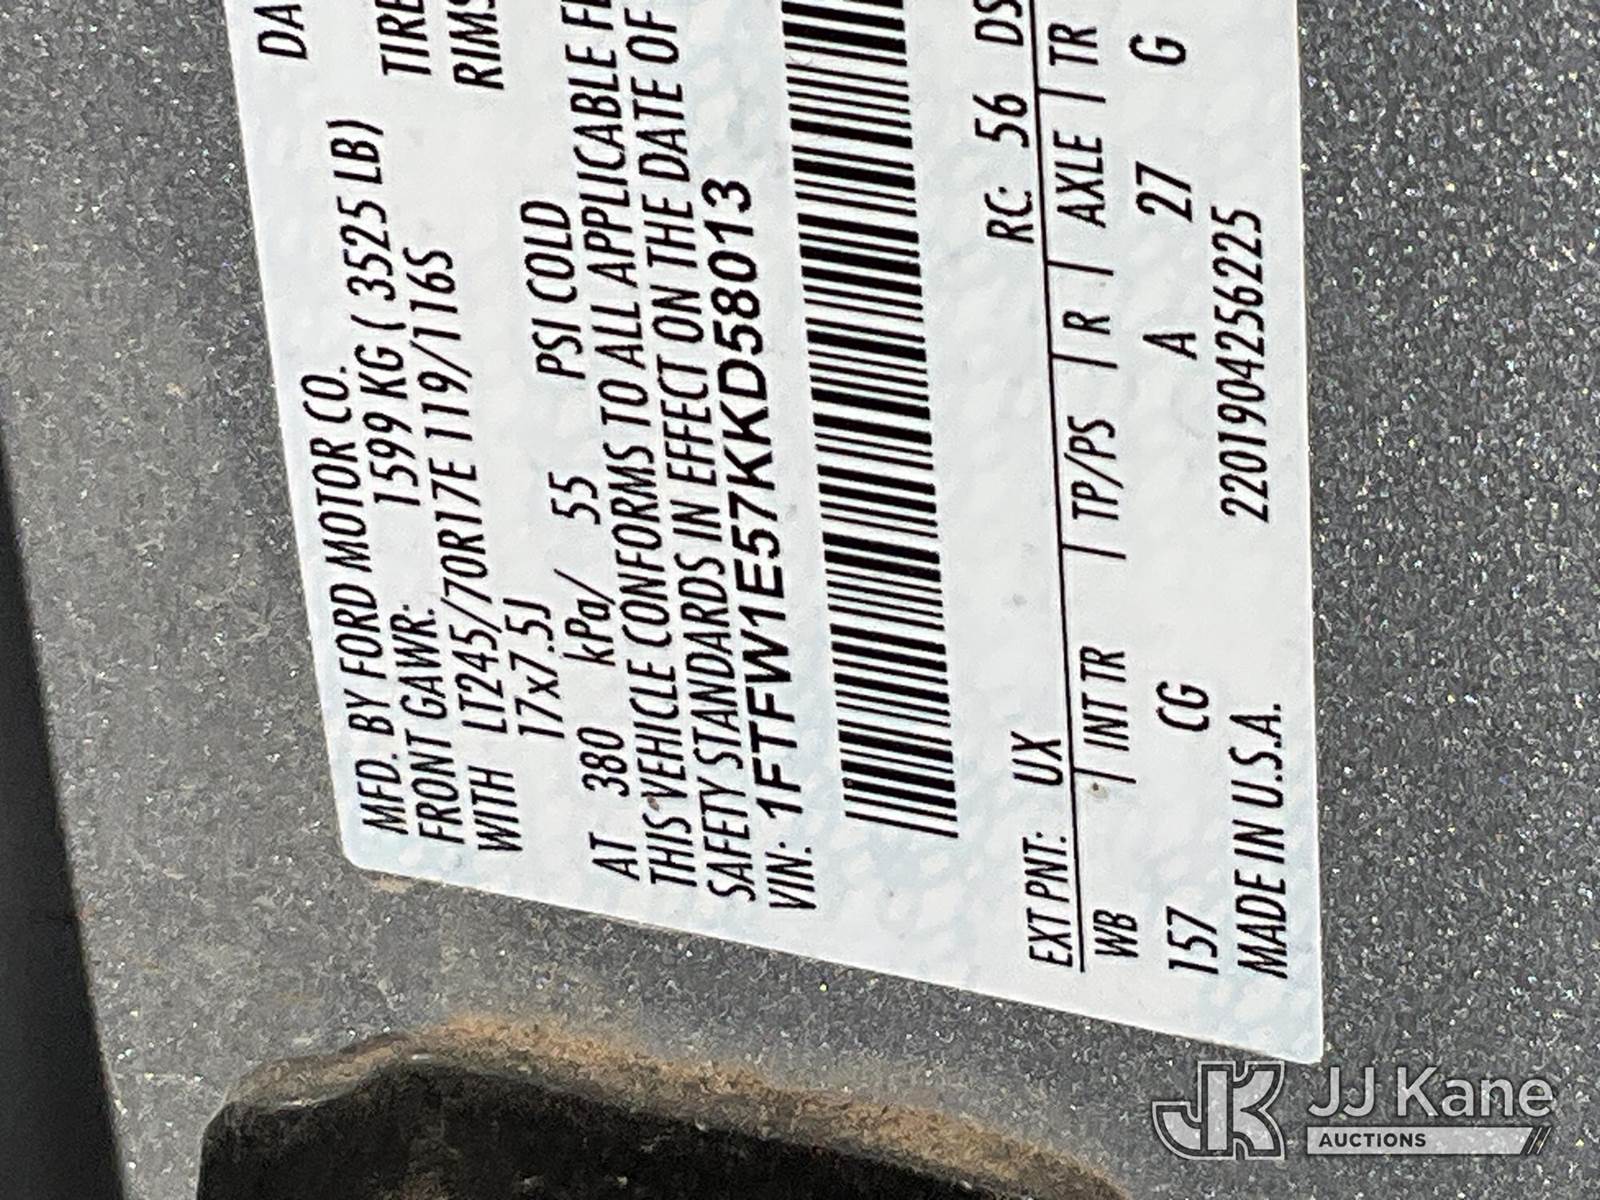 DA
MFD. BY FORD MOTOR CO.
FRONT GAWR: 1599 KG ( 3525 LB)
WITH LT245/70R17E 119/116S TIRE
17x7.5J RIMS
AT 380 kPa/ 55 PSI COLD
THIS VEHICLE CONFORMS TO ALL APPLICABLE FE
SAFETY STANDARDS IN EFFECT ON THE DATE OF
VIN: 1FTFW1E57KKD58013
EXT PNT: UX RC: 56 DS
WB | INT TR | TP/PS | R | AXLE | TR
157 CG A 27 G
MADE IN U.S.A. 2201904256225
JK JJ Kane
AUCTIONS